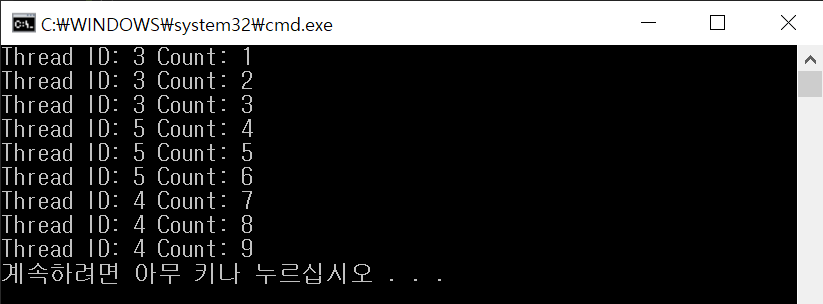 C:₩WINDOWS₩system32₩cmd.exe
Thread ID: 3 Count: 1
Thread ID: 3 Count: 2
Thread ID: 3 Count: 3
Thread ID: 5 Count: 4
Thread ID: 5 Count: 5
Thread ID: 5 Count: 6
Thread ID: 4 Count: 7
Thread ID: 4 Count: 8
Thread ID: 4 Count: 9
계속하려면 아무 키나 누르십시오 . . .